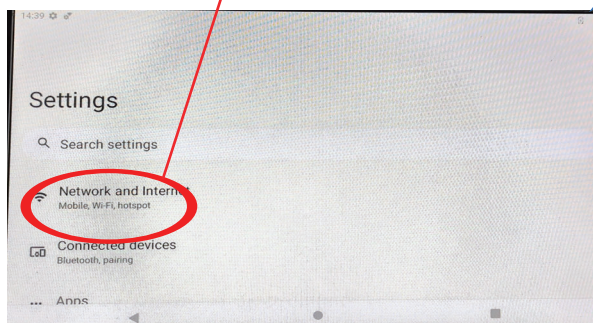 14:39
Settings
Search settings
Network and Internet
Mobile, Wi-Fi, hotspot
Connected devices
Bluetooth, pairing
Apps